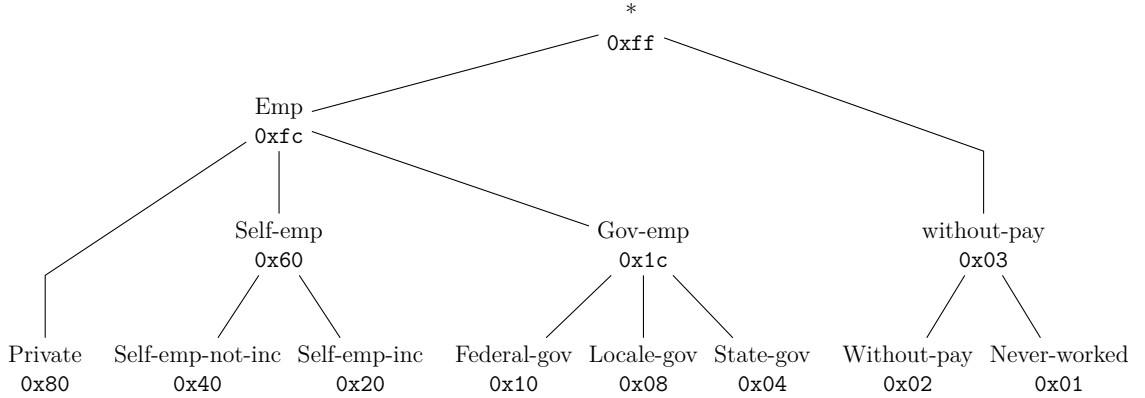 *
0xff
Emp
0xfc
Self-emp Gov-emp without-pay
0x60 0x1c 0x03
Private Self-emp-not-inc Self-emp-inc Federal-gov Locale-gov State-gov Without-pay Never-worked
0x80 0x40 0x20 0x10 0x08 0x04 0x02 0x01